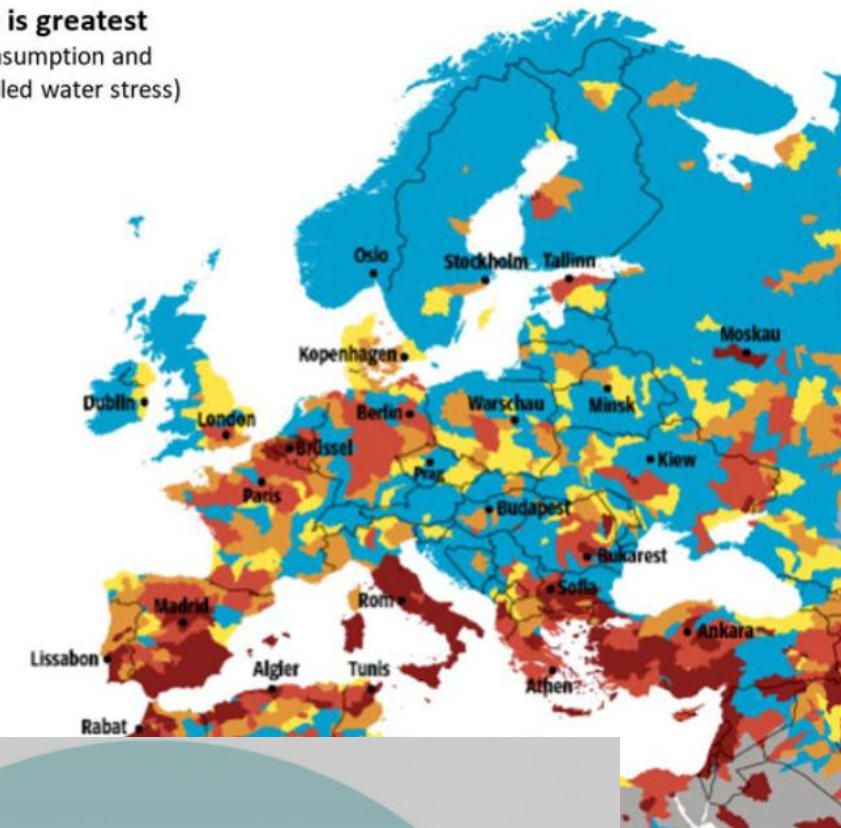 is greatest
nsumption and
led water stress)
Oslo
Stockholm
Tallinn
Moskau
Kopenhagen
Dublin
London
Berlin
Warschau
Minsk
Brüssel
Kiew
Prag
Paris
Budapest
Bukarest
Sofia
Madrid
Rom
Ankara
Lissabon
Algier
Tunis
Athen
Rabat